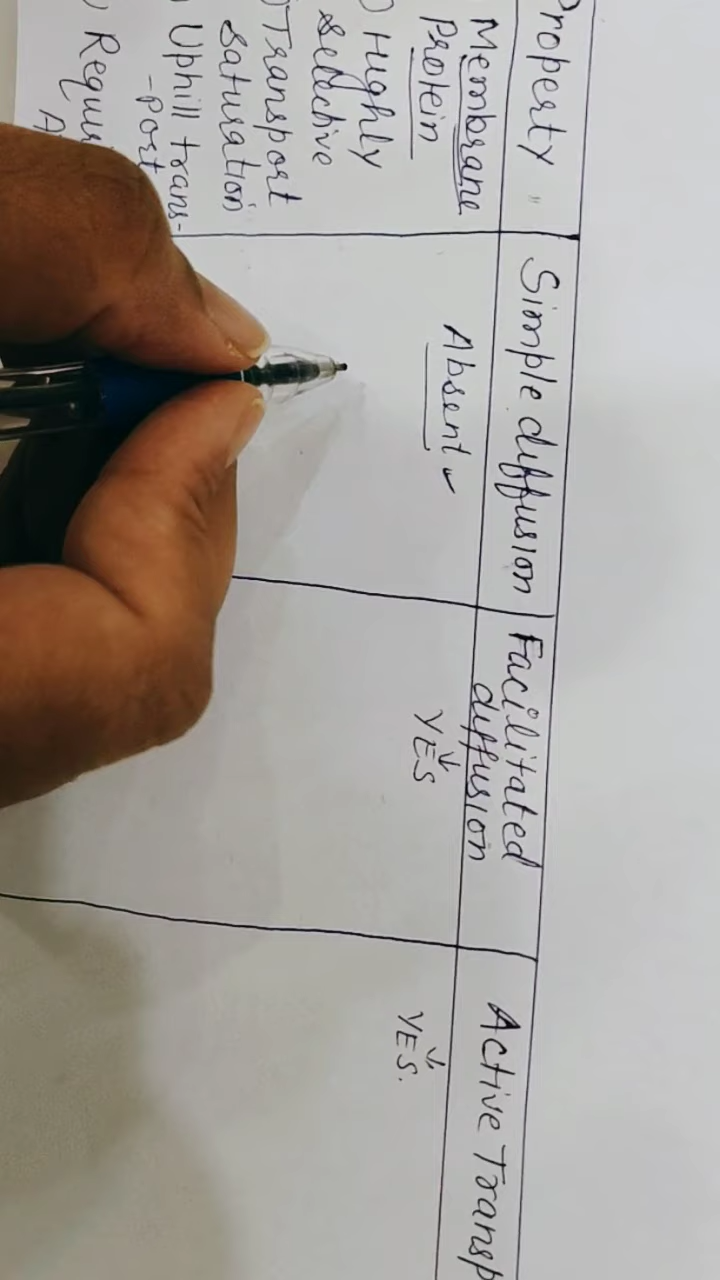 Property
Simple diffusion
Facilitated
diffusion
Active Transp
Membrane
Protein
Absent
YES
YES.
) Highly
selective
) Transport
saturation
Uphill trans-
-port
) Requi
A